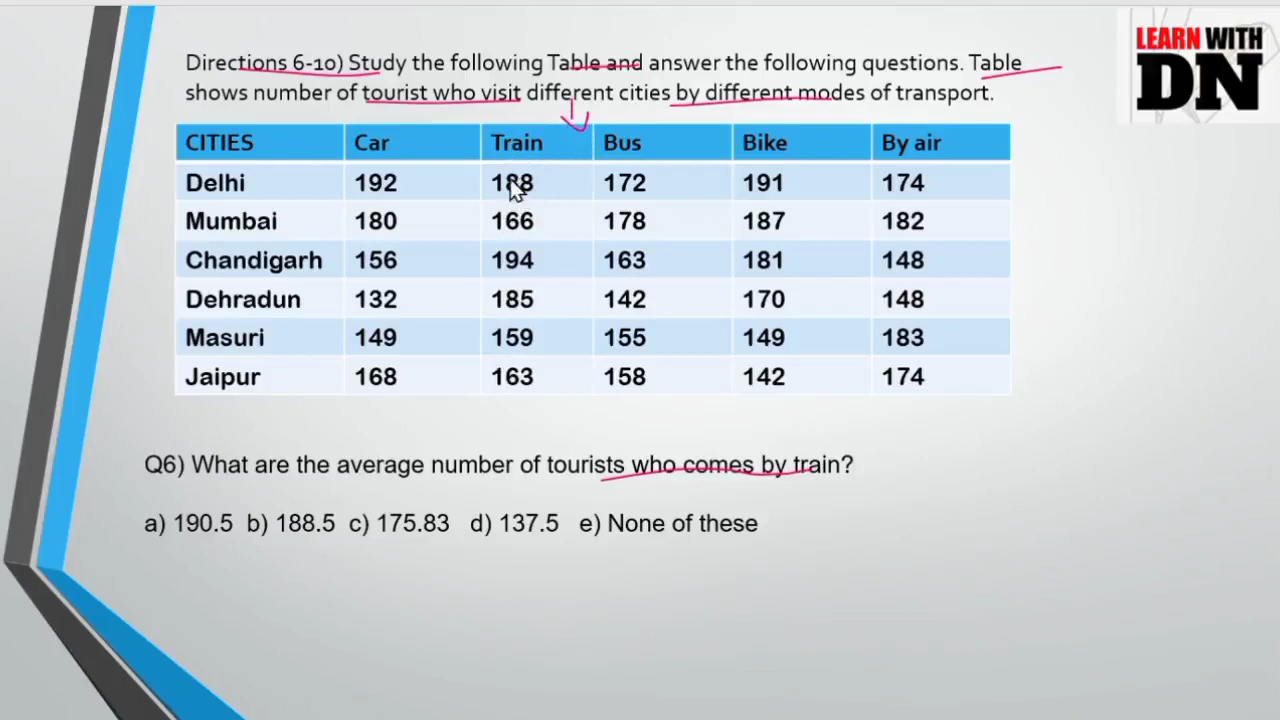 Directions 6-10) Study the following Table and answer the following questions. Table
shows number of tourist who visit different cities by different modes of transport.
LEARN WITH
DN
CITIES Car Train Bus Bike By air
Delhi 192 188 172 191 174
Mumbai 180 166 178 187 182
Chandigarh 156 194 163 181 148
Dehradun 132 185 142 170 148
Masuri 149 159 155 149 183
Jaipur 168 163 158 142 174
Q6) What are the average number of tourists who comes by train?
a) 190.5 b) 188.5 c) 175.83 d) 137.5 e) None of these